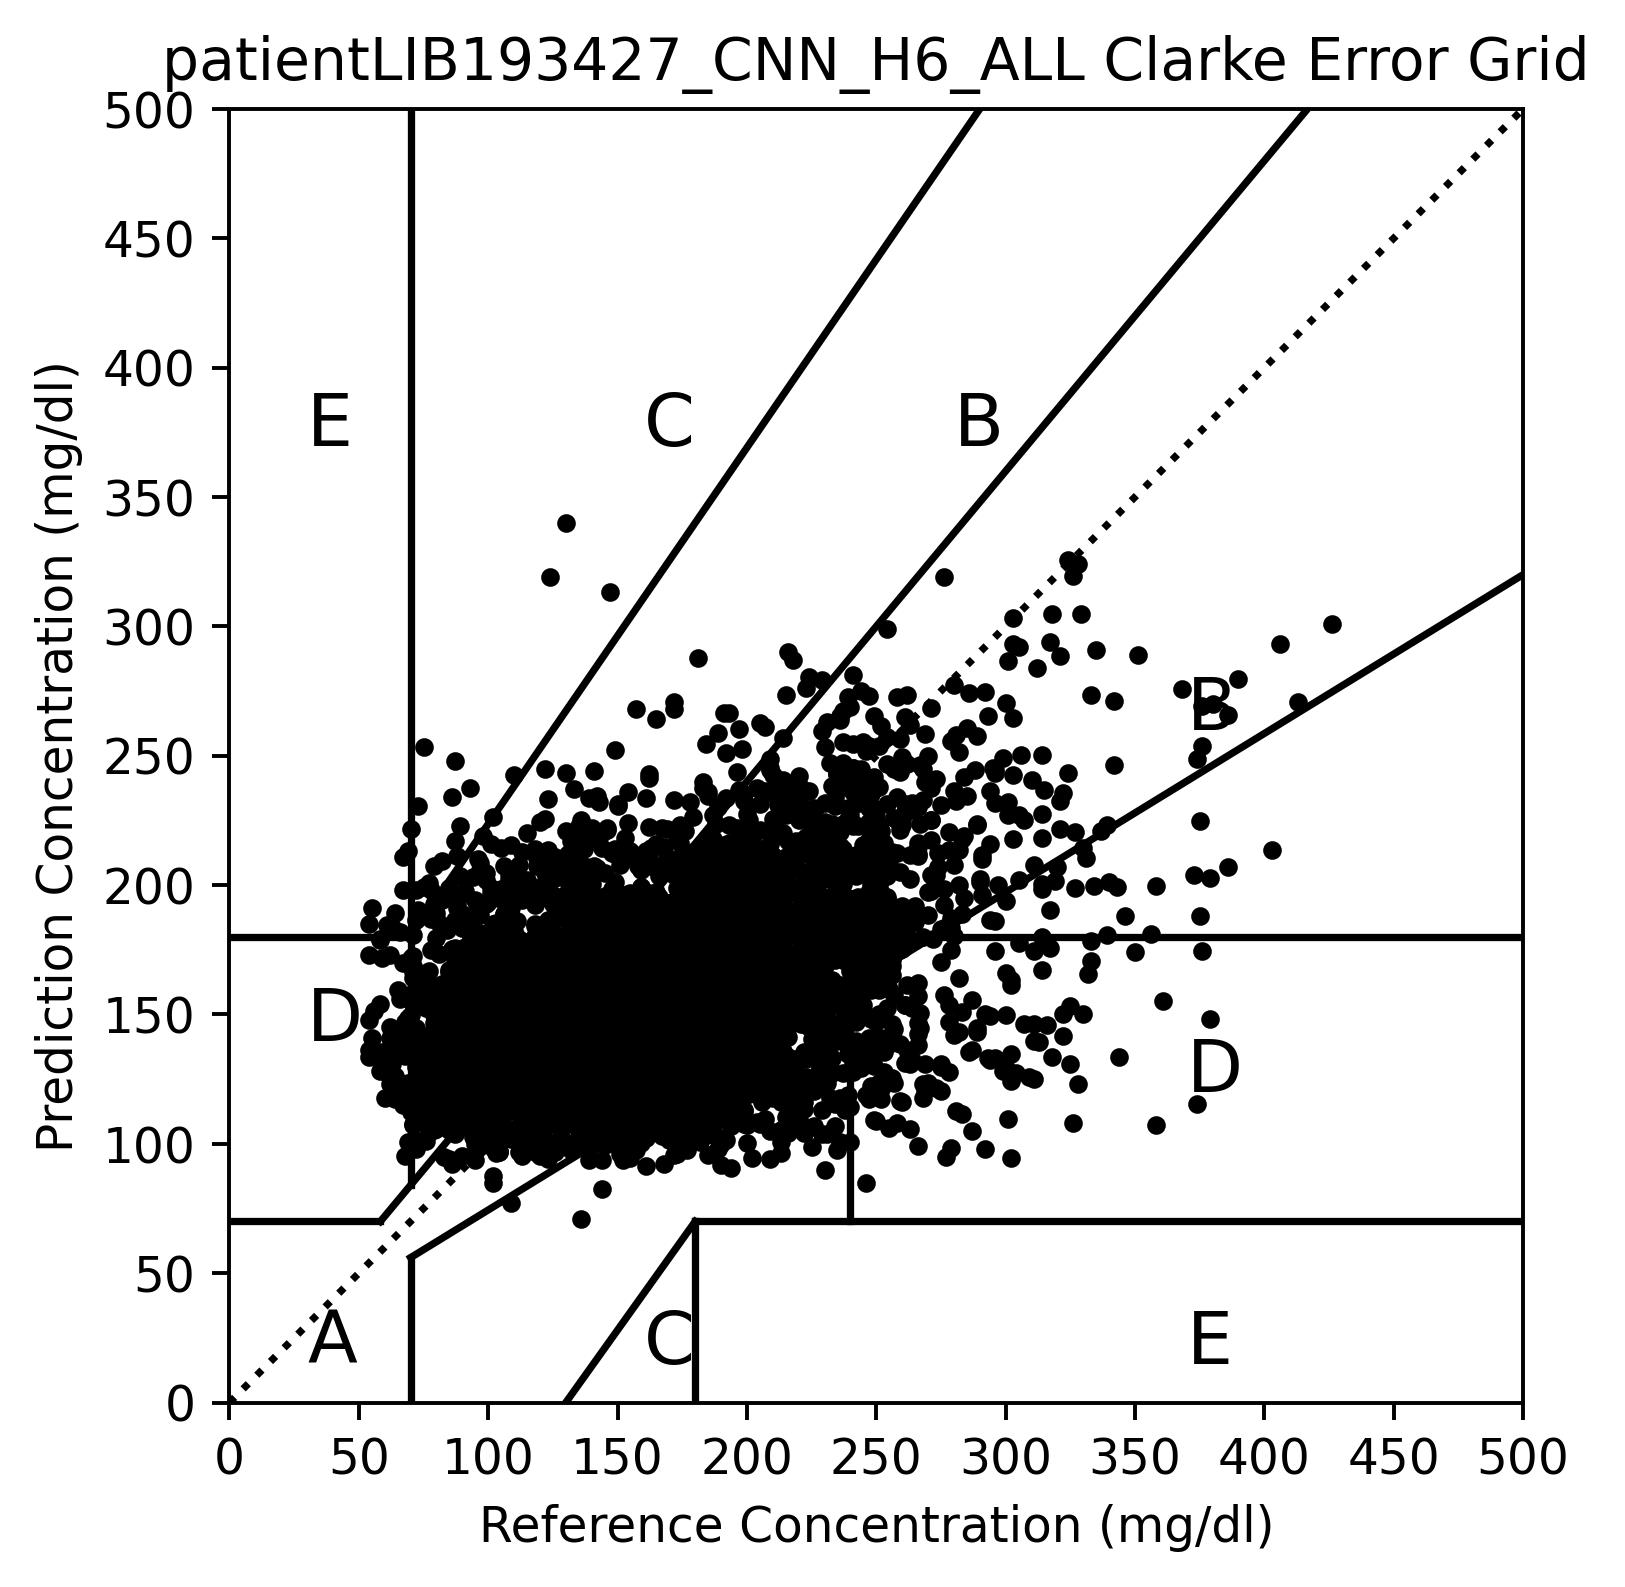 patientLIB193427_CNN_H6_ALL Clarke Error Grid
500
450
400
350
300
250
200
150
100
50
0
Prediction Concentration (mg/dl)
E
C
B
B
D
D
A
C
E
0 50 100 150 200 250 300 350 400 450 500
Reference Concentration (mg/dl)